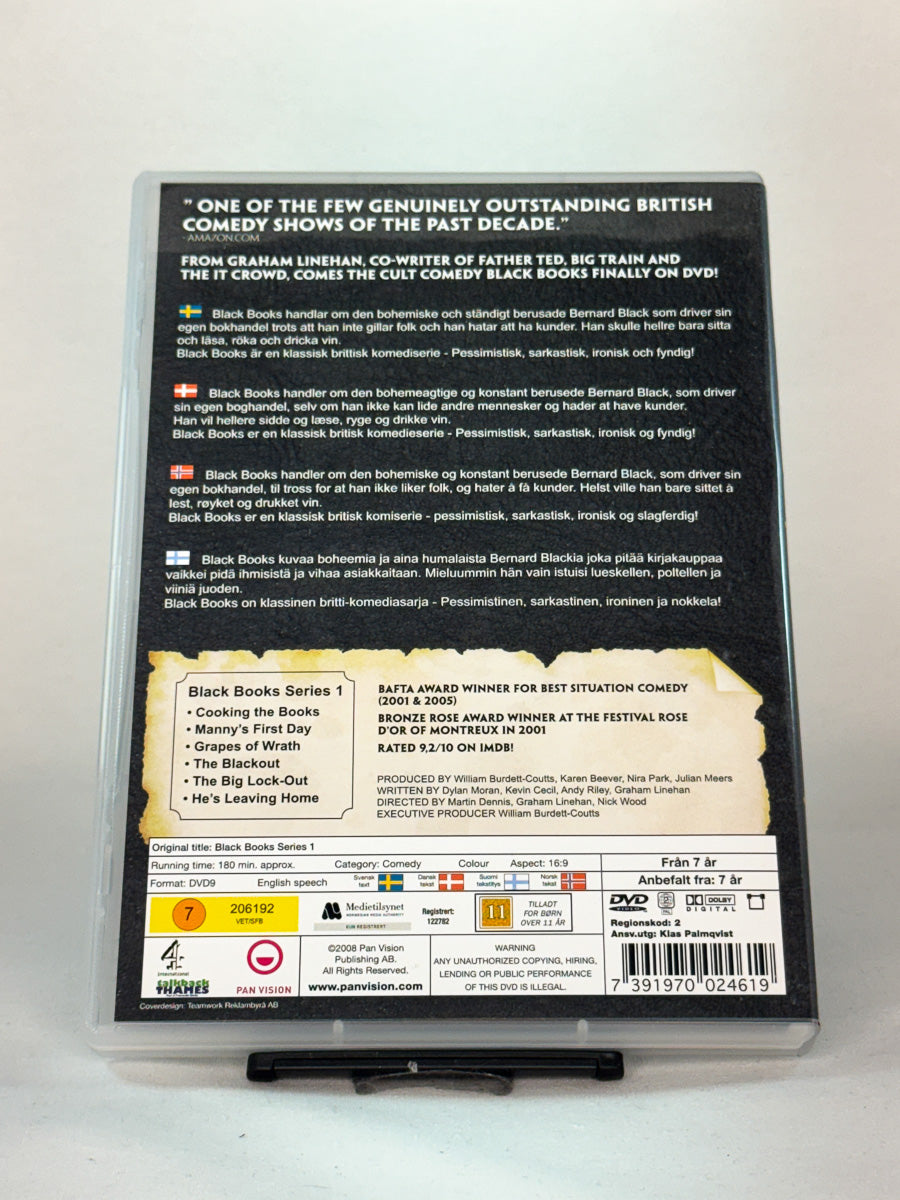 " ONE OF THE FEW GENUINELY OUTSTANDING BRITISH
COMEDY SHOWS OF THE PAST DECADE."
- AMAZON.COM
FROM GRAHAM LINEHAN, CO-WRITER OF FATHER TED, BIG TRAIN AND
THE IT CROWD, COMES THE CULT COMEDY BLACK BOOKS FINALLY ON DVD!
Black Books handlar om den bohemiske och ständigt berusade Bernard Black som driver sin
egen bokhandel trots att han inte gillar folk och han hatar att ha kunder. Han skulle hellre bara sitta
och läsa, röka och dricka vin.
Black Books är en klassisk brittisk komediserie - Pessimistisk, sarkastisk, ironisk och fyndig!
Black Books handler om den bohemeagtige og konstant berusede Bernard Black, som driver
sin egen boghandel, selv om han ikke kan lide andre mennesker og hader at have kunder.
Han vil hellere sidde og læse, ryge og drikke vin.
Black Books er en klassisk britisk komedieserie - Pessimistisk, sarkastisk, ironisk og fyndig!
Black Books handler om den bohemiske og konstant berusede Bernard Black, som driver sin
egen bokhandel, til tross for at han ikke liker folk, og hater å få kunder. Helst ville han bare sittet å
lest, røyket og drukket vin.
Black Books er en klassisk britisk komiserie - pessimistisk, sarkastisk, ironisk og slagferdig!
Black Books kuvaa boheemia ja aina humalaista Bernard Blackia joka pitää kirjakauppaa
vaikkei pidä ihmisistä ja vihaa asiakkaitaan. Mieluummin hän vain istuisi lueskellen, poltellen ja
viiniä juoden.
Black Books on klassinen britti-komediasarja - Pessimistinen, sarkastinen, ironinen ja nokkela!
Black Books Series 1
• Cooking the Books
• Manny's First Day
• Grapes of Wrath
• The Blackout
• The Big Lock-Out
• He's Leaving Home
BAFTA AWARD WINNER FOR BEST SITUATION COMEDY
(2001 & 2005)
BRONZE ROSE AWARD WINNER AT THE FESTIVAL ROSE
D'OR OF MONTREUX IN 2001
RATED 9,2/10 ON IMDB!
PRODUCED BY William Burdett-Coutts, Karen Beever, Nira Park, Julian Meers
WRITTEN BY Dylan Moran, Kevin Cecil, Andy Riley, Graham Linehan
DIRECTED BY Martin Dennis, Graham Linehan, Nick Wood
EXECUTIVE PRODUCER William Burdett-Coutts
Original title: Black Books Series 1
Running time: 180 min. approx. Category: Comedy Colour Aspect: 16:9
Format: DVD9 English speech Svensk text Dansk tekst Suomi tekstitys Norsk tekst
Från 7 år
Anbefalt fra: 7 år
7 206192
VET/SFB
Medietilsynet
NORWEGIAN MEDIA AUTHORITY
KUN REGISTRERT
Registrert:
122782
11
TILLADT
FOR BØRN
OVER 11 ÅR
DVD VIDEO 2 PAL DOLBY DIGITAL
Regionskod: 2
Ansv.utg: Klas Palmqvist
4 International
talkback
THAMES
PAN VISION
©2008 Pan Vision
Publishing AB.
All Rights Reserved.
www.panvision.com
WARNING
ANY UNAUTHORIZED COPYING, HIRING,
LENDING OR PUBLIC PERFORMANCE
OF THIS DVD IS ILLEGAL.
7 391970 024619
Coverdesign: Teamwork Reklambyrå AB